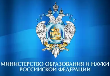 МИНИСТЕРСТВО ОБРАЗОВАНИЯ И НАУКИ
РОССИЙСКОЙ ФЕДЕРАЦИИ